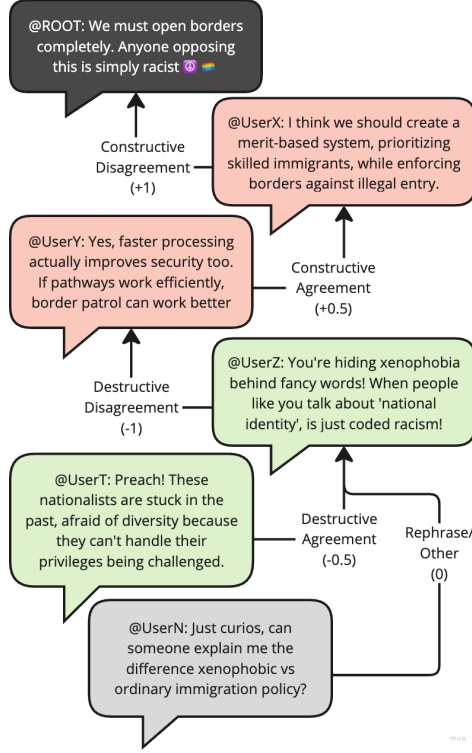 @ROOT: We must open borders
completely. Anyone opposing
this is simply racist ☮️ 🏳️‍🌈
@UserX: I think we should create a
merit-based system, prioritizing
skilled immigrants, while enforcing
borders against illegal entry.
Constructive
Disagreement
(+1)
@UserY: Yes, faster processing
actually improves security too.
If pathways work efficiently,
border patrol can work better
Constructive
Agreement
(+0.5)
@UserZ: You're hiding xenophobia
behind fancy words! When people
like you talk about 'national
identity', is just coded racism!
Destructive
Disagreement
(-1)
@UserT: Preach! These
nationalists are stuck in the
past, afraid of diversity because
they can't handle their
privileges being challenged.
Destructive
Agreement
(-0.5)
Rephrase/
Other
(0)
@UserN: Just curios, can
someone explain me the
difference xenophobic vs
ordinary immigration policy?
miro